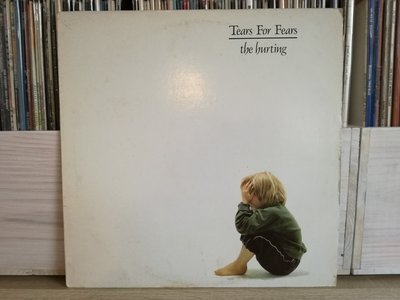 Tears For Fears
the hurting